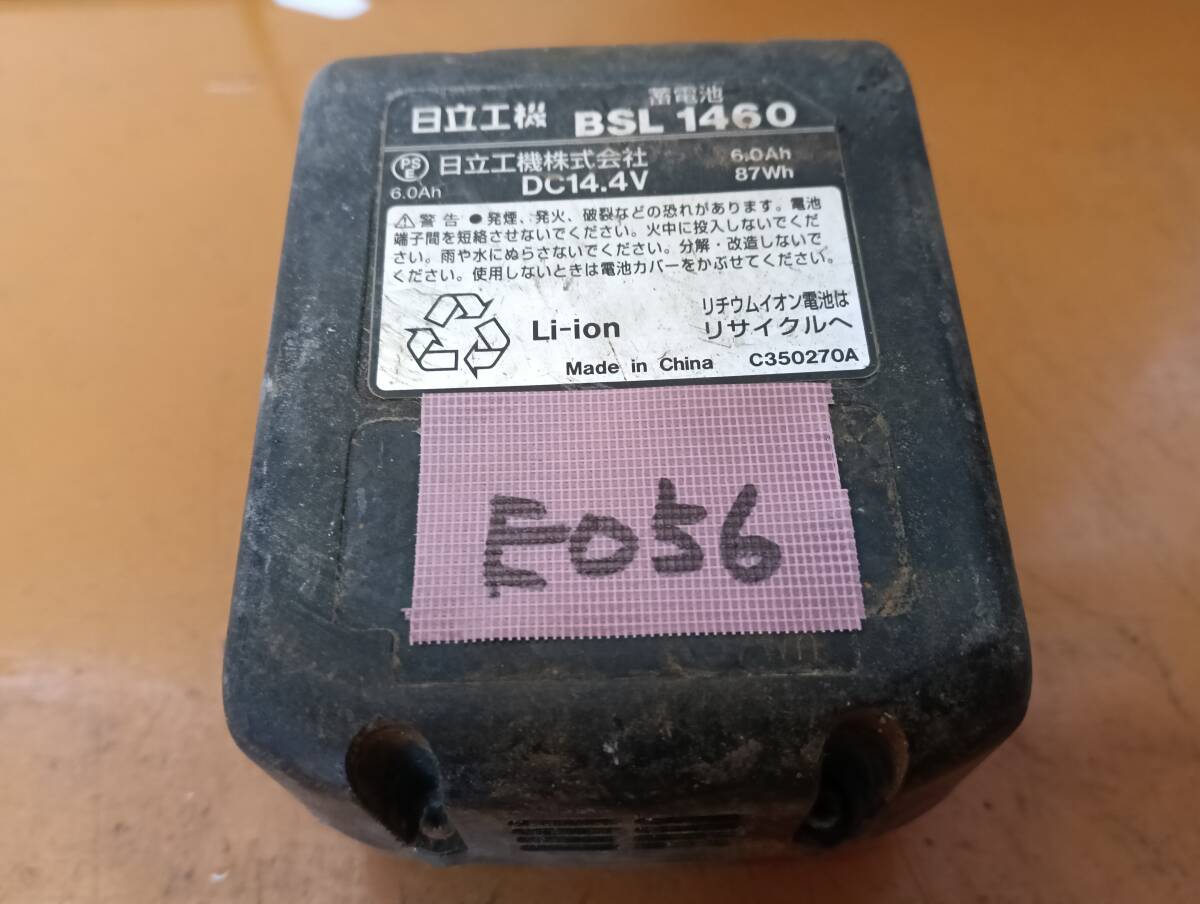 蓄電池
日立工機 BSL 1460
PSE 日立工機株式会社 6.0Ah
6.0Ah DC14.4V 87Wh
⚠警告 ●発煙、発火、破裂などの恐れがあります。電池
端子間を短絡させないでください。火中に投入しないでくだ
さい。雨や水にぬらさないでください。分解・改造しないで
ください。使用しないときは電池カバーをかぶせてください。
リチウムイオン電池は
Li-ion リサイクルへ
Made in China C350270A
E056